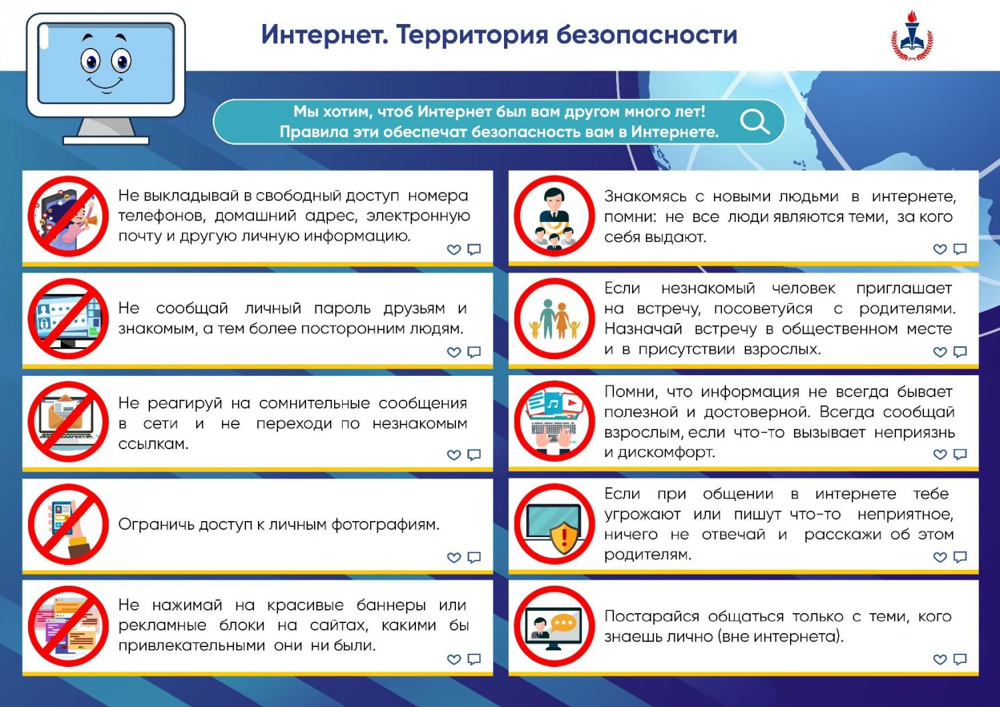 Интернет. Территория безопасности
Мы хотим, чтоб Интернет был вам другом много лет!
Правила эти обеспечат безопасность вам в Интернете.
Не выкладывай в свободный доступ номера
телефонов, домашний адрес, электронную
почту и другую личную информацию.
Не сообщай личный пароль друзьям и
знакомым, а тем более посторонним людям.
Не реагируй на сомнительные сообщения
в сети и не переходи по незнакомым
ссылкам.
Ограничь доступ к личным фотографиям.
Не нажимай на красивые баннеры или
рекламные блоки на сайтах, какими бы
привлекательными они ни были.
Знакомясь с новыми людьми в интернете,
помни: не все люди являются теми, за кого
себя выдают.
Если незнакомый человек приглашает
на встречу, посоветуйся с родителями.
Назначай встречу в общественном месте
и в присутствии взрослых.
Помни, что информация не всегда бывает
полезной и достоверной. Всегда сообщай
взрослым, если что-то вызывает неприязнь
и дискомфорт.
Если при общении в интернете тебе
угрожают или пишут что-то неприятное,
ничего не отвечай и расскажи об этом
родителям.
Постарайся общаться только с теми, кого
знаешь лично (вне интернета).